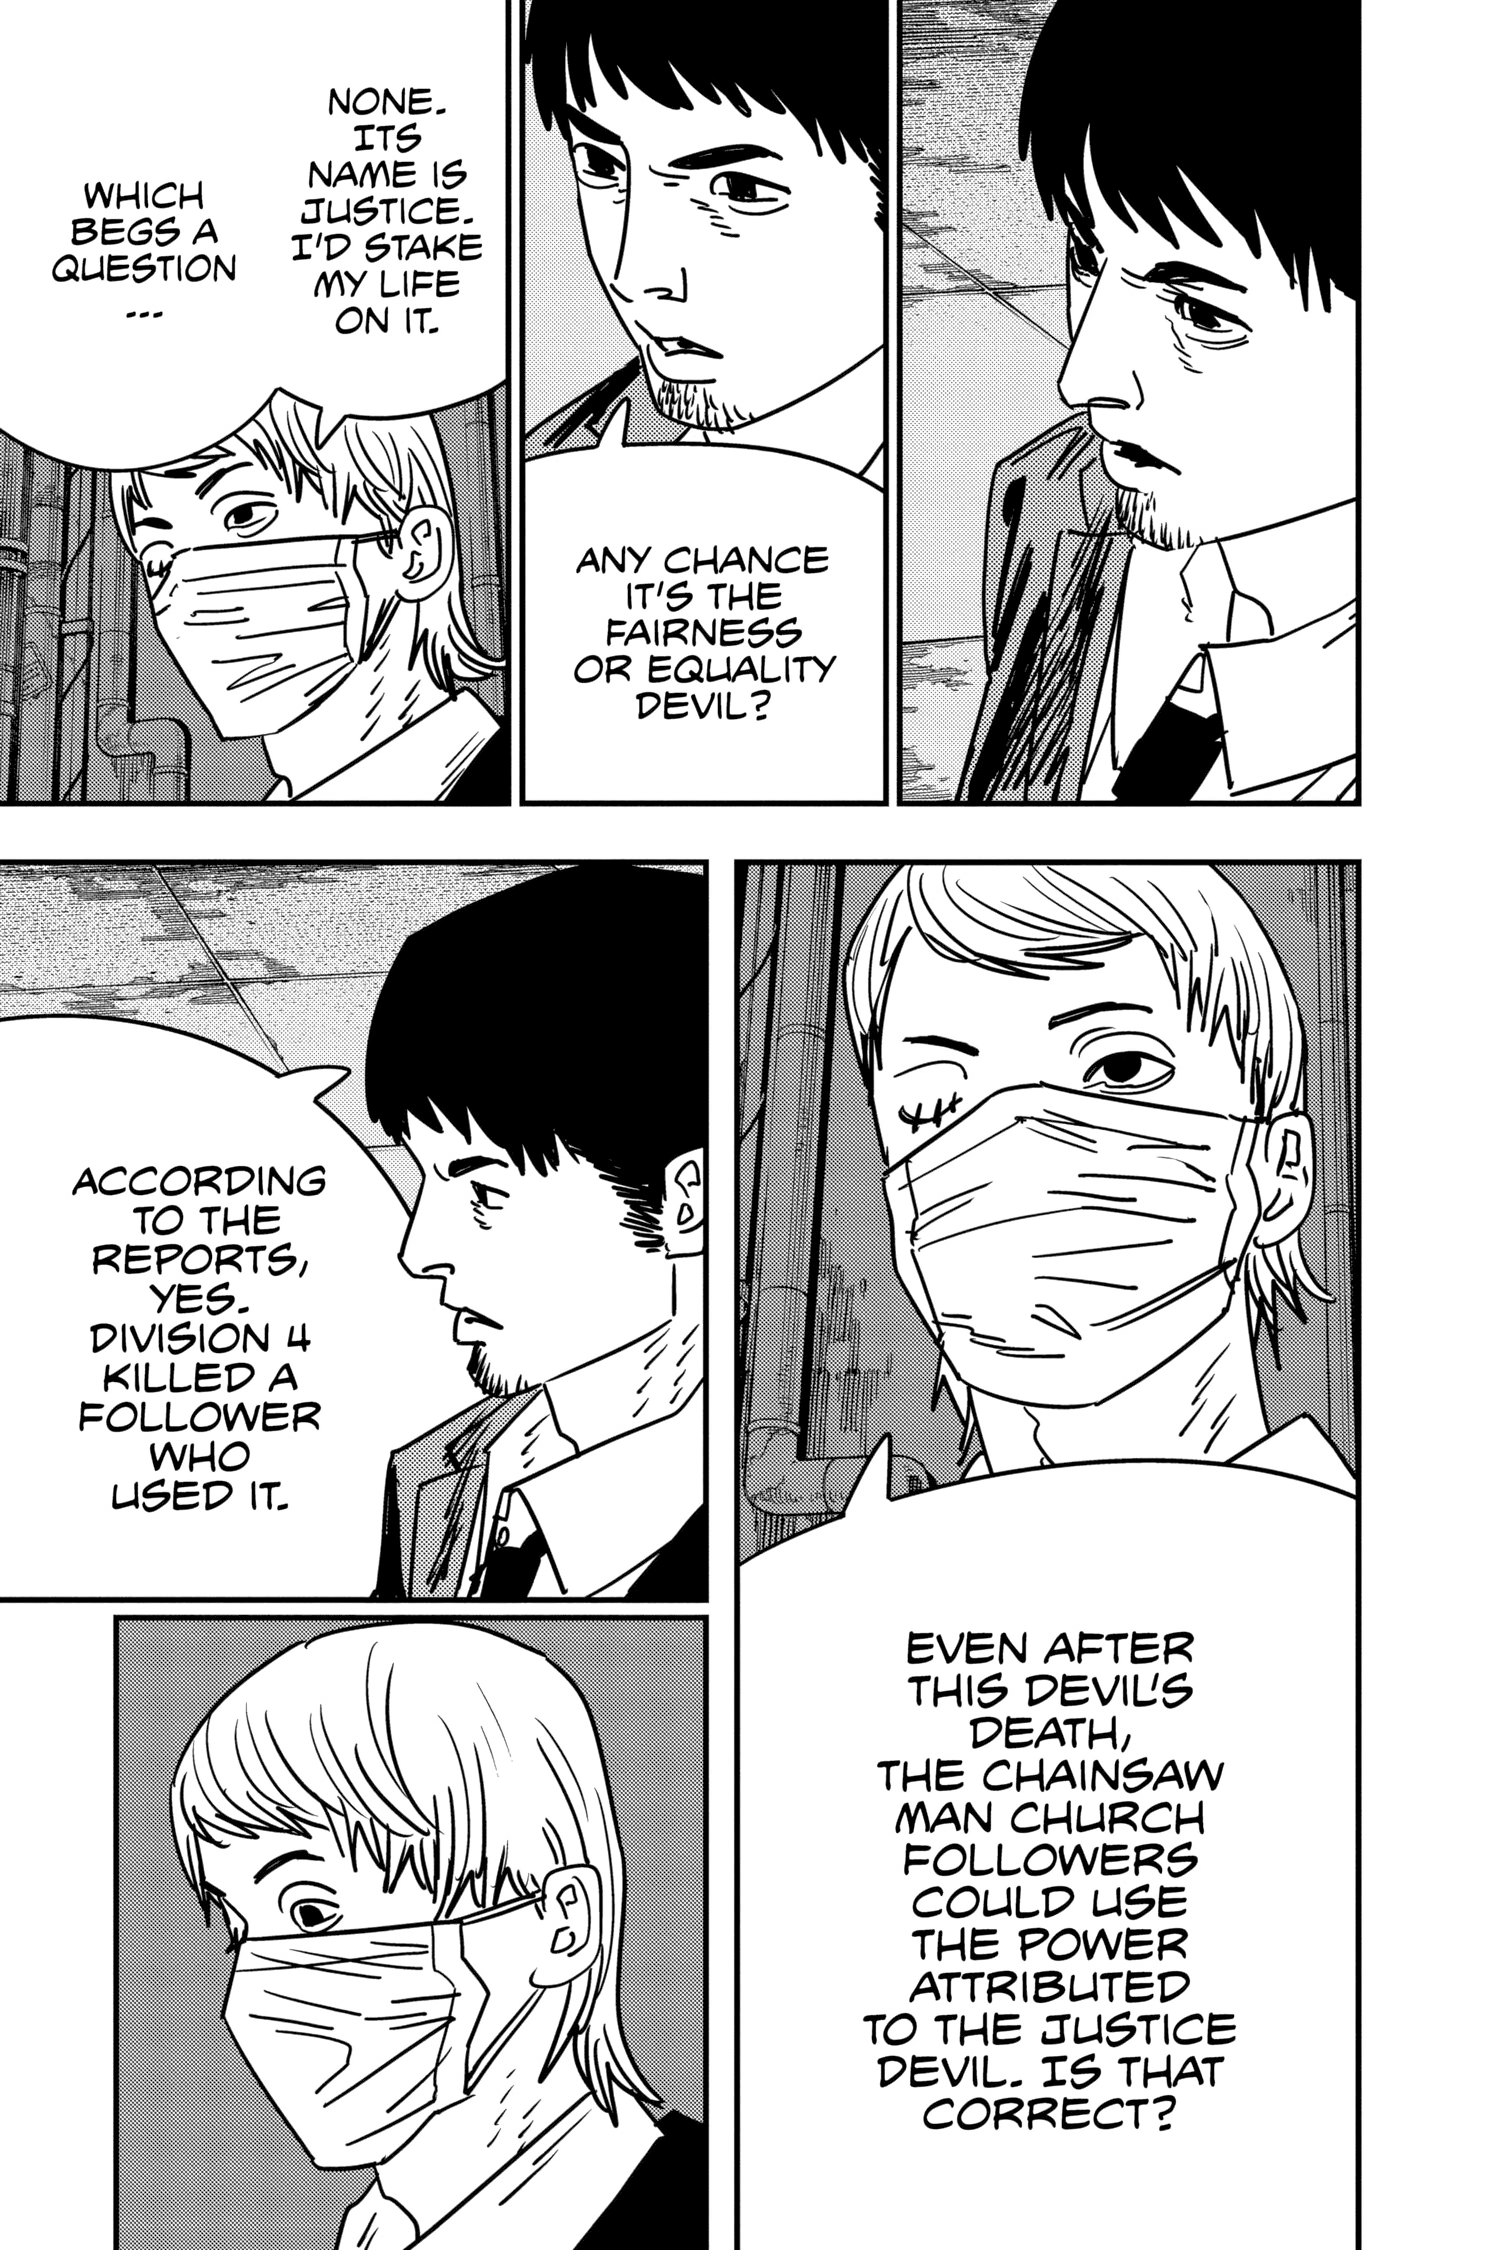 ANY CHANCE
IT'S THE
FAIRNESS
OR EQUALITY
DEVIL?
NONE.
ITS
NAME IS
JUSTICE.
I'D STAKE
MY LIFE
ON IT.
WHICH
BEGS A
QUESTION
...
EVEN AFTER
THIS DEVIL'S
DEATH,
THE CHAINSAW
MAN CHURCH
FOLLOWERS
COULD USE
THE POWER
ATTRIBUTED
TO THE JUSTICE
DEVIL. IS THAT
CORRECT?
ACCORDING
TO THE
REPORTS,
YES.
DIVISION 4
KILLED A
FOLLOWER
WHO
USED IT.